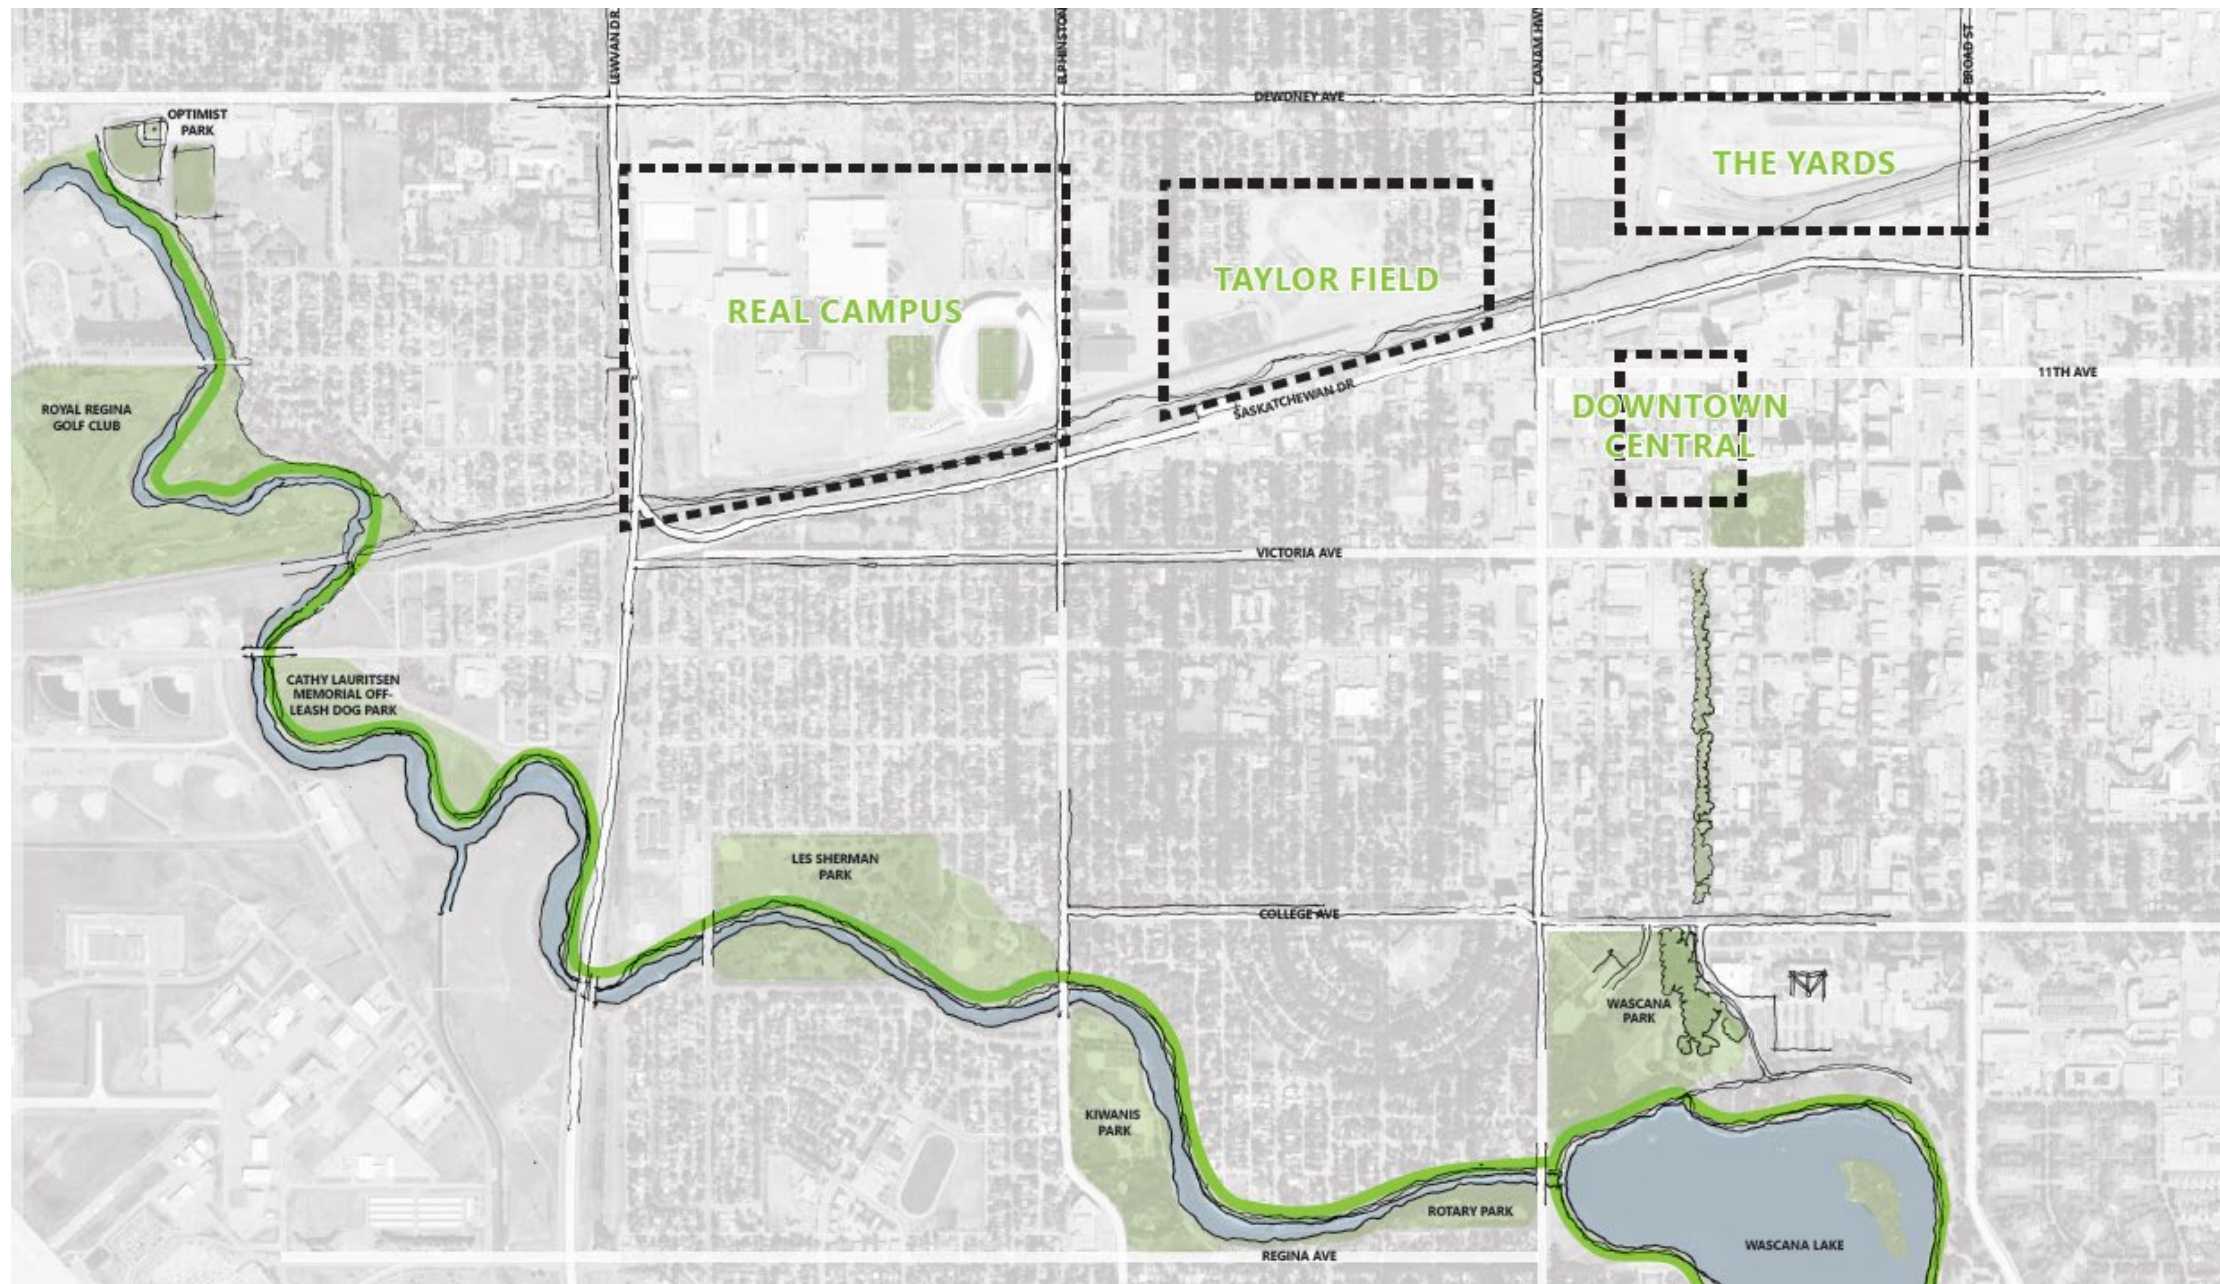 LEWVAN DR.
ELPHINSTON
CANAM HWY
BROAD ST
DEWDNEY AVE
OPTIMIST
PARK
THE YARDS
TAYLOR FIELD
REAL CAMPUS
11TH AVE
SASKATCHEWAN DR
DOWNTOWN
CENTRAL
ROYAL REGINA
GOLF CLUB
VICTORIA AVE
CATHY LAURITSEN
MEMORIAL OFF-
LEASH DOG PARK
LES SHERMAN
PARK
COLLEGE AVE
WASCANA
PARK
KIWANIS
PARK
ROTARY PARK
WASCANA LAKE
REGINA AVE